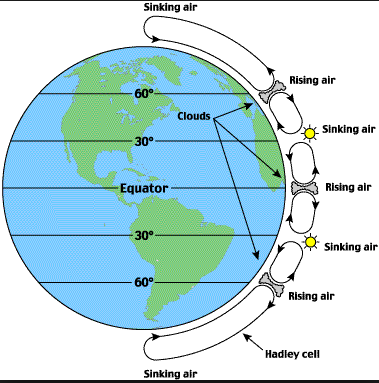 Sinking air
Rising air
60°
Clouds
Sinking air
30°
Equator
Rising air
30°
Sinking air
60°
Rising air
Hadley cell
Sinking air